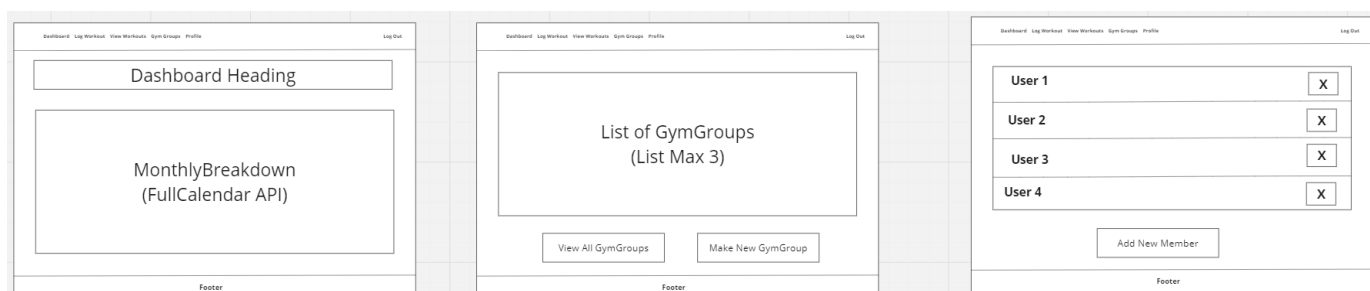 Dashboard Log Workout View Workouts Gym Groups Profile Log Out
Dashboard Heading
MonthlyBreakdown
(FullCalendar API)
Footer
Dashboard Log Workout View Workouts Gym Groups Profile Log Out
List of GymGroups
(List Max 3)
View All GymGroups Make New GymGroup
Footer
Dashboard Log Workout View Workouts Gym Groups Profile Log Out
User 1 X
User 2 X
User 3 X
User 4 X
Add New Member
Footer